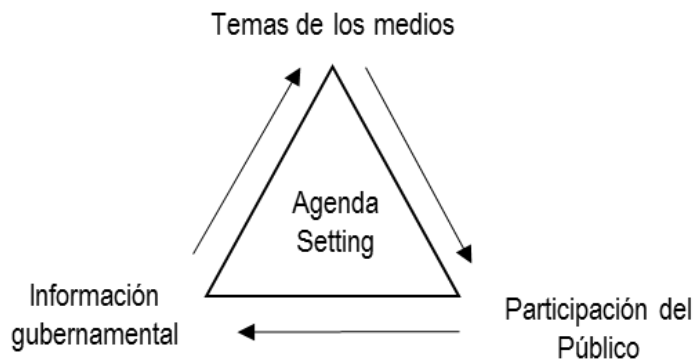 Temas de los medios
Agenda
Setting
Información
gubernamental
Participación del
Público